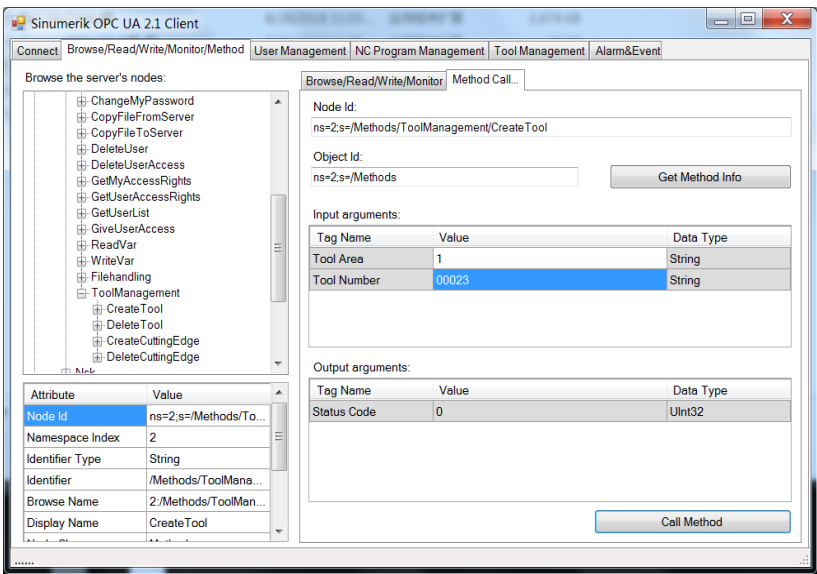 Sinumerik OPC UA 2.1 Client
Connect Browse/Read/Write/Monitor/Method User Management NC Program Management Tool Management Alarm&Event
Browse the server's nodes:
ChangeMyPassword
CopyFileFromServer
CopyFileToServer
DeleteUser
DeleteUserAccess
GetMyAccessRights
GetUserAccessRights
GetUserList
GiveUserAccess
ReadVar
WriteVar
Filehandling
ToolManagement
CreateTool
DeleteTool
CreateCuttingEdge
DeleteCuttingEdge
Nsk
Attribute Value
Node Id ns=2;s=/Methods/To...
Namespace Index 2
Identifier Type String
Identifier /Methods/ToolMana...
Browse Name 2:/Methods/ToolMan...
Display Name CreateTool
Browse/Read/Write/Monitor Method Call...
Node Id:
ns=2;s=/Methods/ToolManagement/CreateTool
Object Id:
ns=2;s=/Methods
Get Method Info
Input arguments:
Tag Name Value Data Type
Tool Area 1 String
Tool Number 00023 String
Output arguments:
Tag Name Value Data Type
Status Code 0 UInt32
Call Method
......